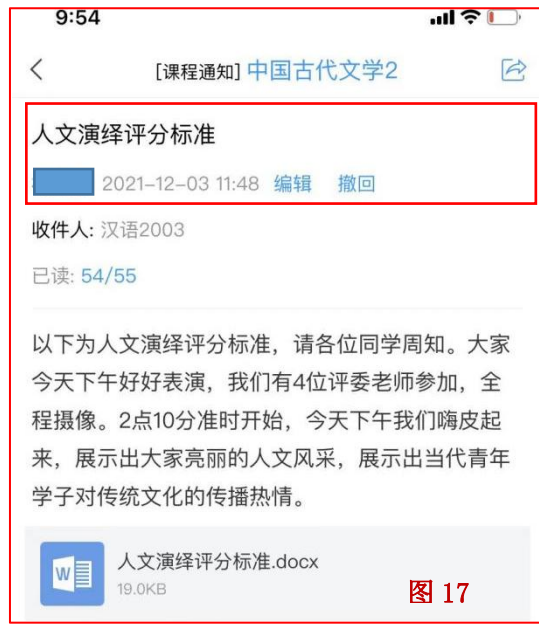 9:54
[课程通知] 中国古代文学2
人文演绎评分标准
2021-12-03 11:48 编辑 撤回
收件人: 汉语2003
已读: 54/55
以下为人文演绎评分标准，请各位同学周知。大家
今天下午好好表演，我们有4位评委老师参加，全
程摄像。2点10分准时开始，今天下午我们嗨皮起
来，展示出大家亮丽的人文风采，展示出当代青年
学子对传统文化的传播热情。
W
人文演绎评分标准.docx
19.0KB
图 17